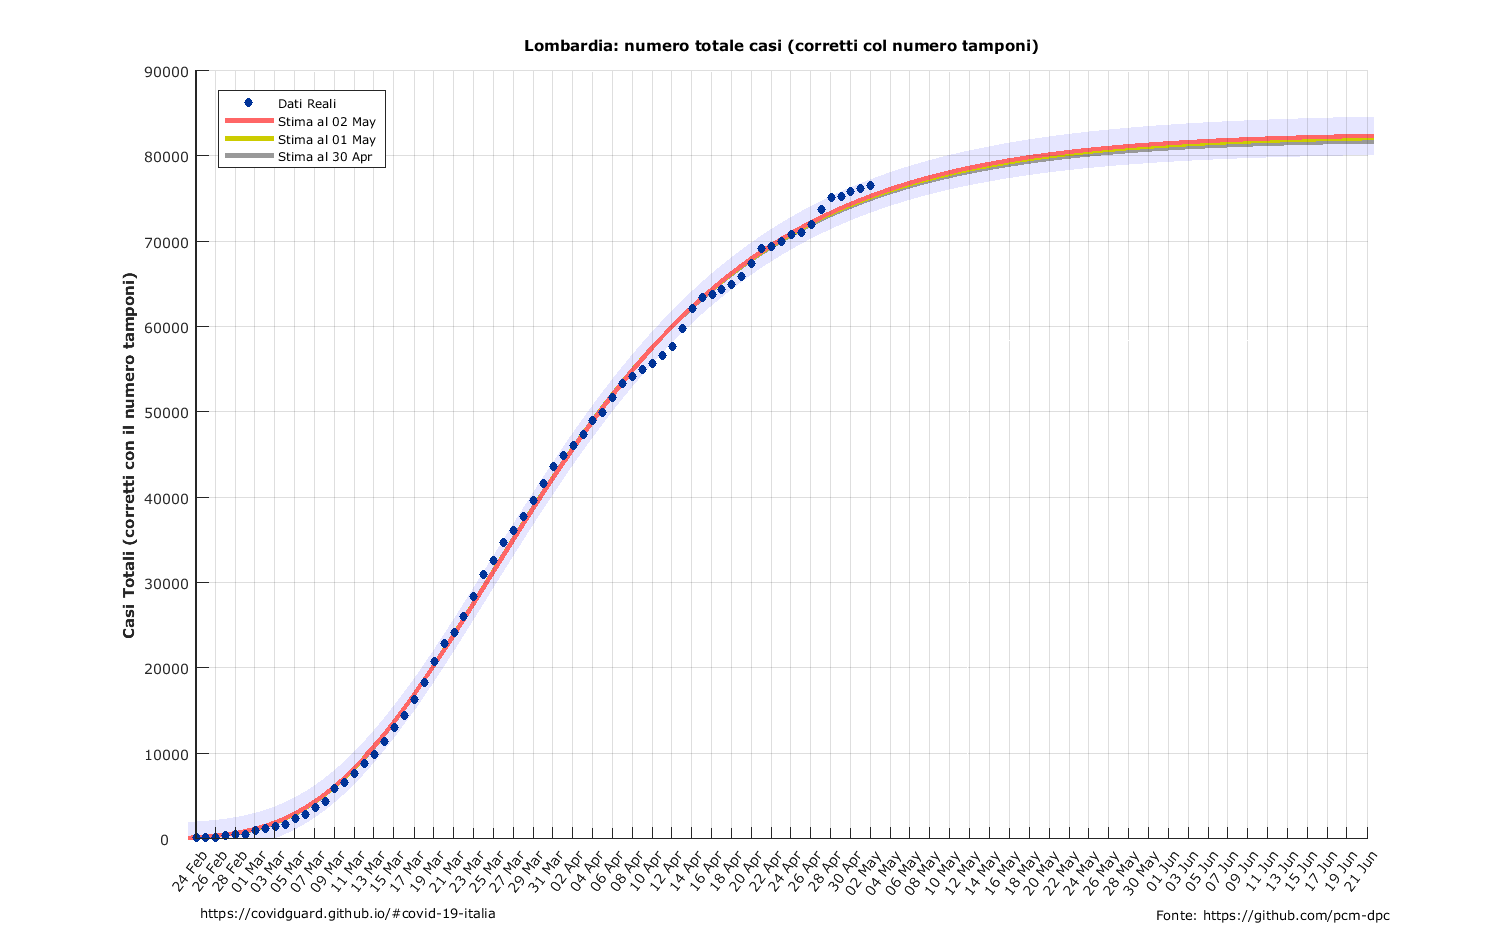 Lombardia: numero totale casi (corretti col numero tamponi)
90000
80000
70000
60000
50000
40000
30000
20000
10000
0
Casi Totali (corretti con il numero tamponi)
Dati Reali
Stima al 02 May
Stima al 01 May
Stima al 30 Apr
24 Feb
26 Feb
28 Feb
01 Mar
03 Mar
05 Mar
07 Mar
09 Mar
11 Mar
13 Mar
15 Mar
17 Mar
19 Mar
21 Mar
23 Mar
25 Mar
27 Mar
29 Mar
31 Mar
02 Apr
04 Apr
06 Apr
08 Apr
10 Apr
12 Apr
14 Apr
16 Apr
18 Apr
20 Apr
22 Apr
24 Apr
26 Apr
28 Apr
30 Apr
02 May
04 May
06 May
08 May
10 May
12 May
14 May
16 May
18 May
20 May
22 May
24 May
26 May
28 May
30 May
01 Jun
03 Jun
05 Jun
07 Jun
09 Jun
11 Jun
13 Jun
15 Jun
17 Jun
19 Jun
21 Jun
https://covidguard.github.io/#covid-19-italia
Fonte: https://github.com/pcm-dpc